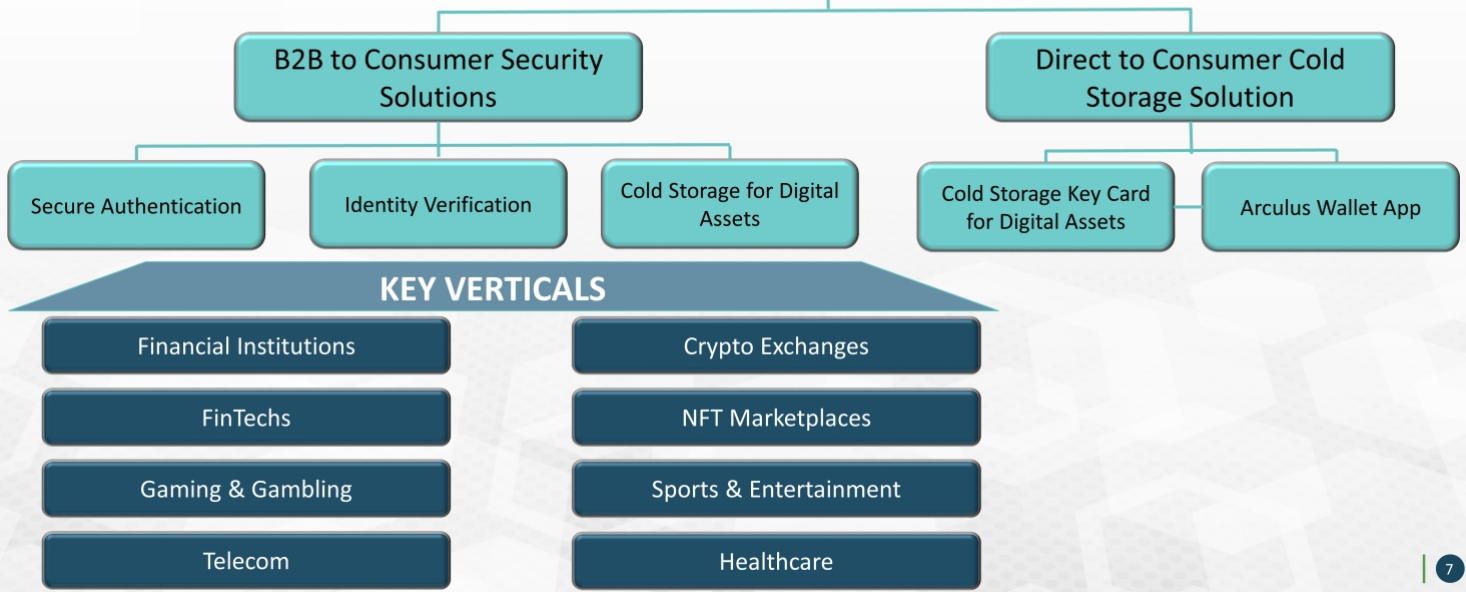 B2B to Consumer Security
Solutions
Direct to Consumer Cold
Storage Solution
Secure Authentication
Identity Verification
Cold Storage for Digital
Assets
Cold Storage Key Card
for Digital Assets
Arculus Wallet App
KEY VERTICALS
Financial Institutions
Crypto Exchanges
FinTechs
NFT Marketplaces
Gaming & Gambling
Sports & Entertainment
Telecom
Healthcare
7